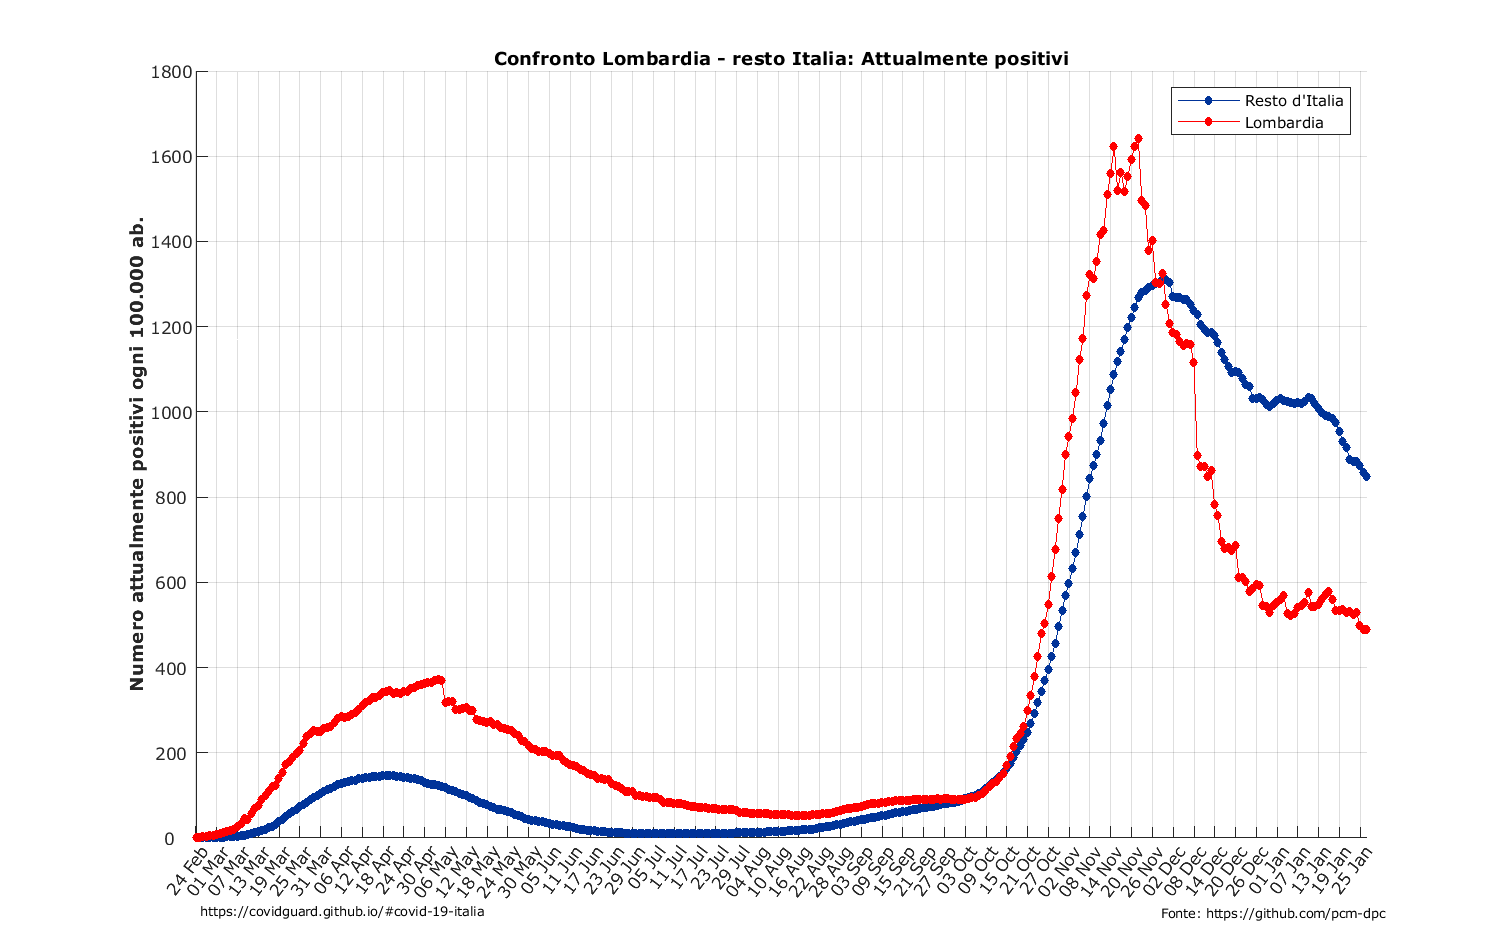 Confronto Lombardia - resto Italia: Attualmente positivi
Resto d'Italia
Lombardia
Numero attualmente positivi ogni 100.000 ab.
1800
1600
1400
1200
1000
800
600
400
200
0
24 Feb
01 Mar
07 Mar
13 Mar
19 Mar
25 Mar
31 Mar
06 Apr
12 Apr
18 Apr
24 Apr
30 Apr
06 May
12 May
18 May
24 May
30 May
05 Jun
11 Jun
17 Jun
23 Jun
29 Jun
05 Jul
11 Jul
17 Jul
23 Jul
29 Jul
04 Aug
10 Aug
16 Aug
22 Aug
28 Aug
03 Sep
09 Sep
15 Sep
21 Sep
27 Sep
03 Oct
09 Oct
15 Oct
21 Oct
27 Oct
02 Nov
08 Nov
14 Nov
20 Nov
26 Nov
02 Dec
08 Dec
14 Dec
20 Dec
26 Dec
01 Jan
07 Jan
13 Jan
19 Jan
25 Jan
https://covidguard.github.io/#covid-19-italia
Fonte: https://github.com/pcm-dpc